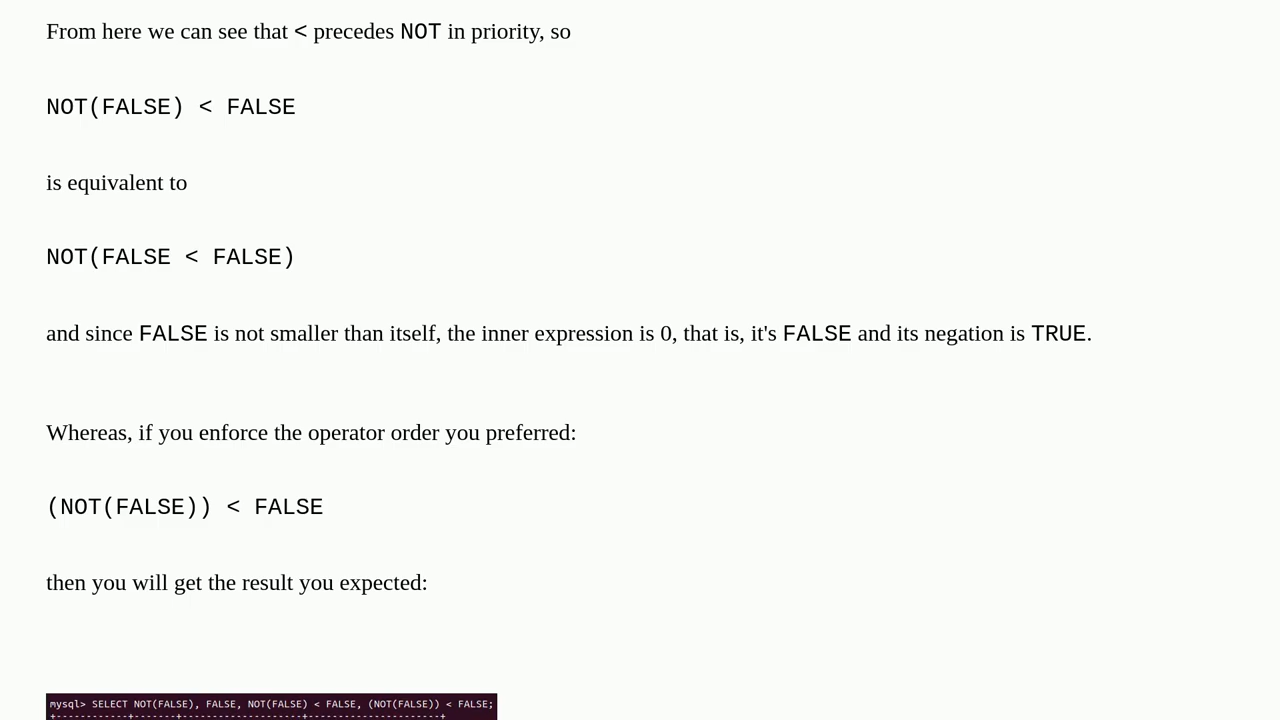 From here we can see that < precedes NOT in priority, so
NOT(FALSE) < FALSE
is equivalent to
NOT(FALSE < FALSE)
and since FALSE is not smaller than itself, the inner expression is 0, that is, it's FALSE and its negation is TRUE.
Whereas, if you enforce the operator order you preferred:
(NOT(FALSE)) < FALSE
then you will get the result you expected:
mysql> SELECT NOT(FALSE), FALSE, NOT(FALSE) < FALSE, (NOT(FALSE)) < FALSE;
+------------+-------+--------------------+----------------------+